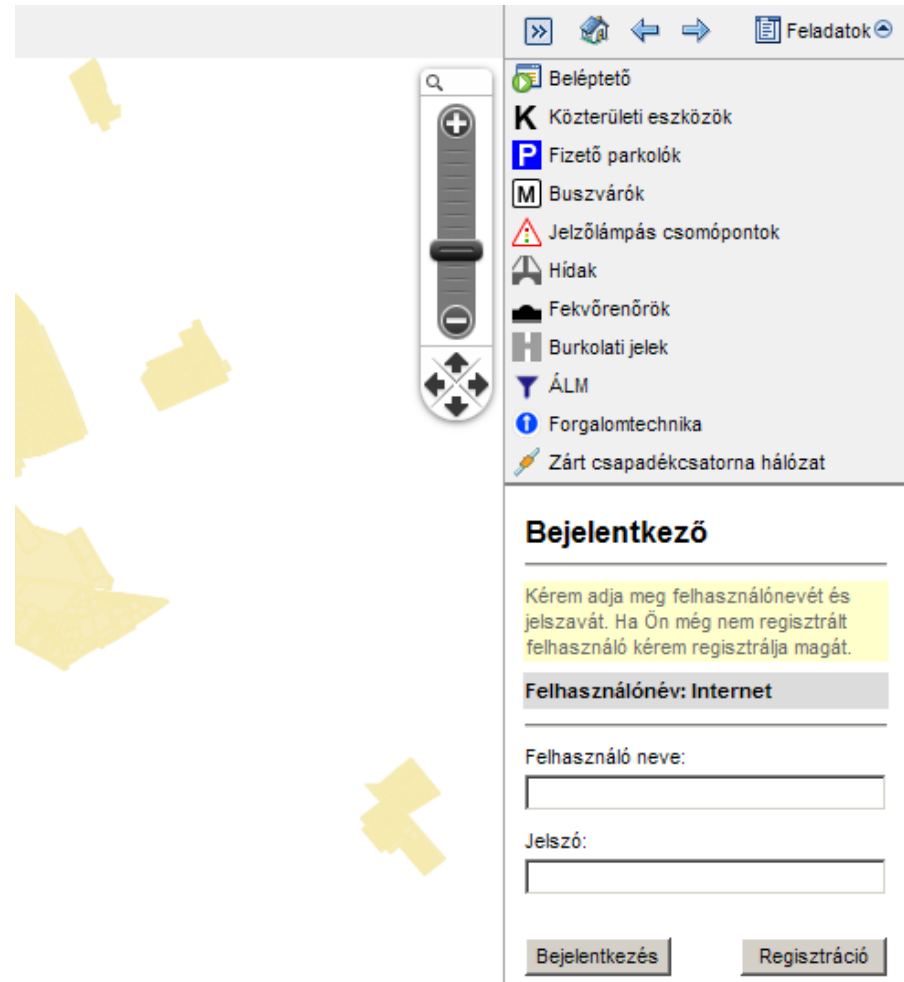 Feladatok
Beléptető
K Közterületi eszközök
P Fizető parkolók
M Buszvárók
Jelzőlámpás csomópontok
Hídak
Fekvőrenőrök
Burkolati jelek
ÁLM
Forgalomtechnika
Zárt csapadékcsatorna hálózat
Bejelentkező
Kérem adja meg felhasználónevét és
jelszavát. Ha Ön még nem regisztrált
felhasználó kérem regisztrálja magát.
Felhasználónév: Internet
Felhasználó neve:
Jelszó:
Bejelentkezés Regisztráció